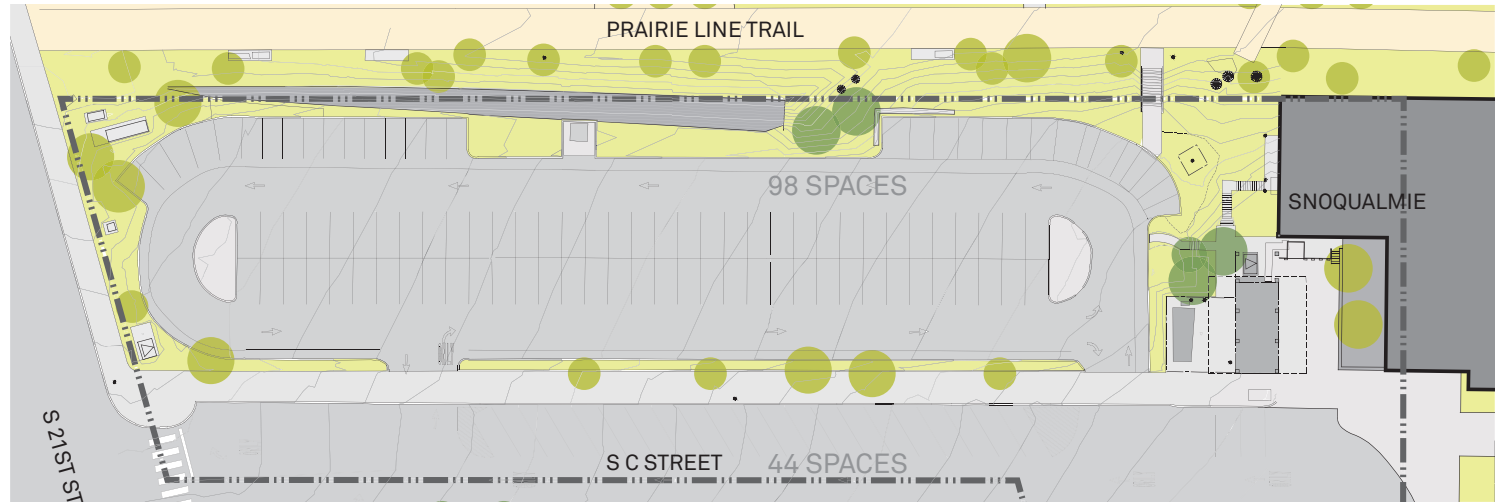 PRAIRIE LINE TRAIL
98 SPACES
SNOQUALMIE
S 21ST ST
S C STREET
44 SPACES